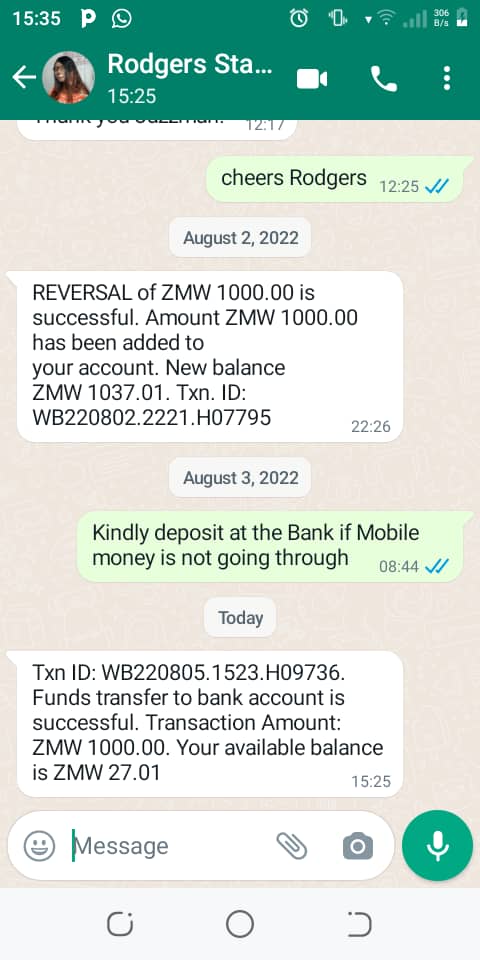 15:35
306
B/s
Rodgers Sta...
15:25
Thank you Jazzman. 12:17
cheers Rodgers 12:25
August 2, 2022
REVERSAL of ZMW 1000.00 is
successful. Amount ZMW 1000.00
has been added to
your account. New balance
ZMW 1037.01. Txn. ID:
WB220802.2221.H07795
22:26
August 3, 2022
Kindly deposit at the Bank if Mobile
money is not going through 08:44
Today
Txn ID: WB220805.1523.H09736.
Funds transfer to bank account is
successful. Transaction Amount:
ZMW 1000.00. Your available balance
is ZMW 27.01
15:25
Message